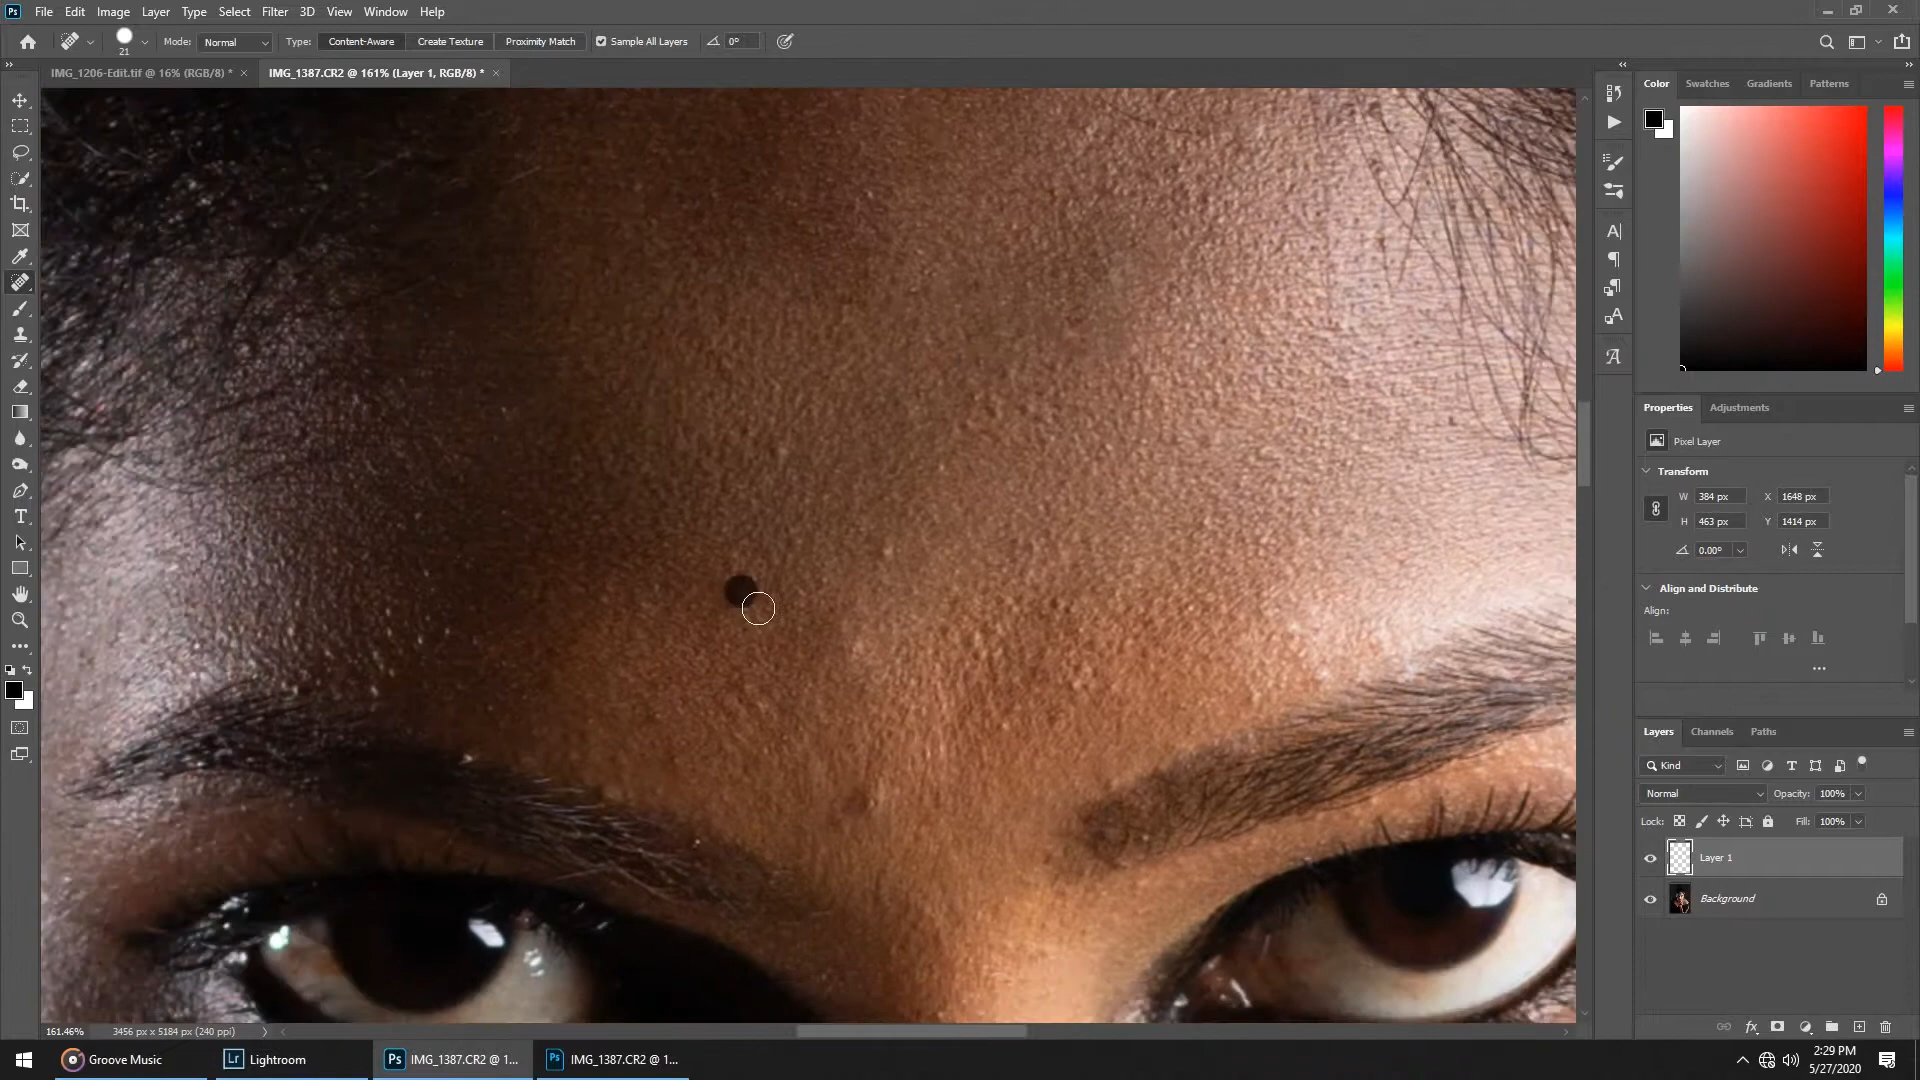 Ps File Edit Image Layer Type Select Filter 3D View Window Help
21 Mode: Normal Type: Content-Aware Create Texture Proximity Match Sample All Layers 0°
IMG_1206-Edit.tif @ 16% (RGB/8) * × IMG_1387.CR2 @ 161% (Layer 1, RGB/8) * ×
Color Swatches Gradients Patterns
Properties Adjustments
Pixel Layer
Transform
W 384 px X 1648 px
H 463 px Y 1414 px
0.00°
Align and Distribute
Align:
Layers Channels Paths
Kind
Normal Opacity: 100%
Lock: Fill: 100%
Layer 1
Background
161.46% 3456 px x 5184 px (240 ppi)
Groove Music Lr Lightroom Ps IMG_1387.CR2 @ 1... Ps IMG_1387.CR2 @ 1...
2:29 PM
5/27/2020